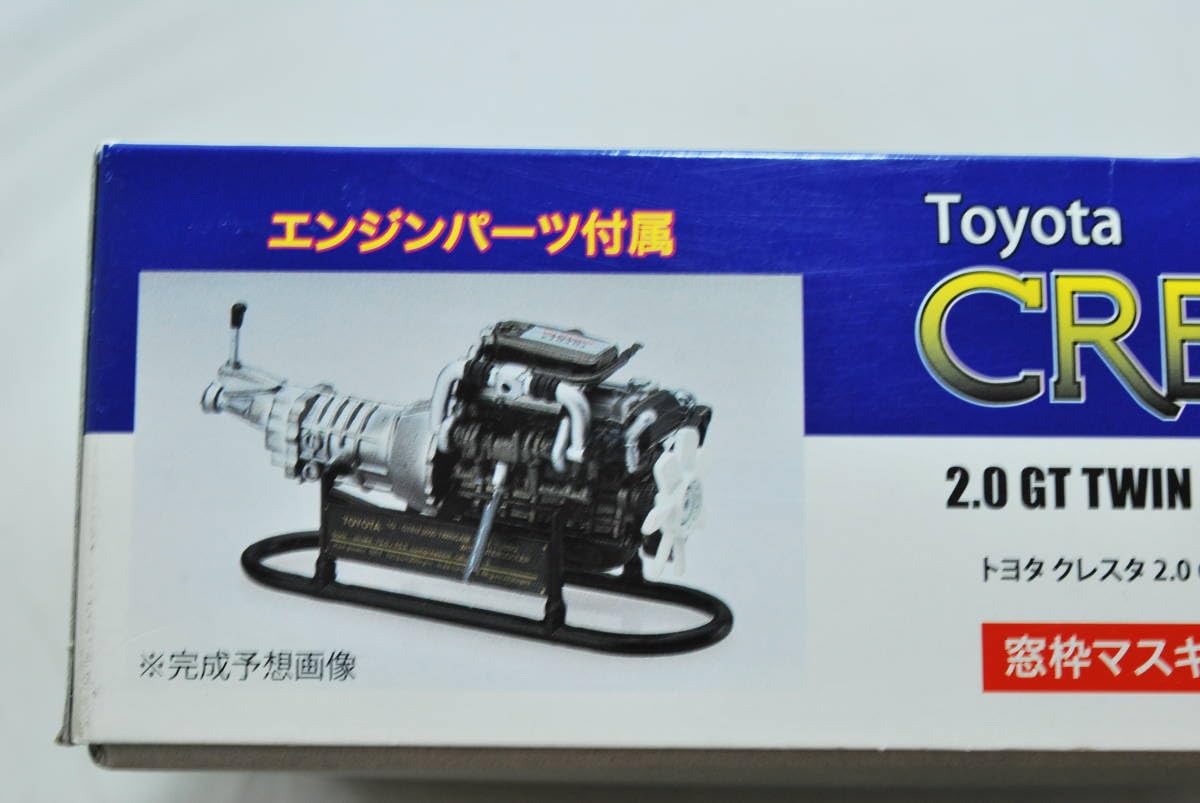 エンジンパーツ付属
TOYOTA
※完成予想画像
Toyota
CRE
2.0 GT TWIN
トヨタ クレスタ 2.0
窓枠マスキ